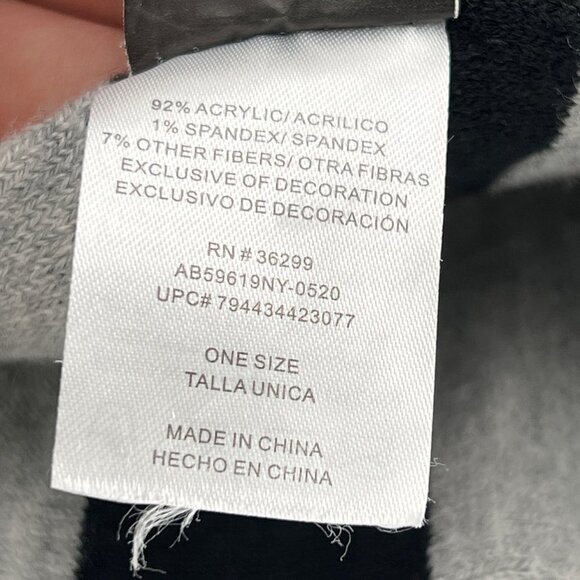 92% ACRYLIC/ ACRILICO
1% SPANDEX/ SPANDEX
7% OTHER FIBERS/ OTRA FIBRAS
EXCLUSIVE OF DECORATION
EXCLUSIVO DE DECORACIÓN
RN # 36299
AB59619NY-0520
UPC# 794434423077
ONE SIZE
TALLA UNICA
MADE IN CHINA
HECHO EN CHINA